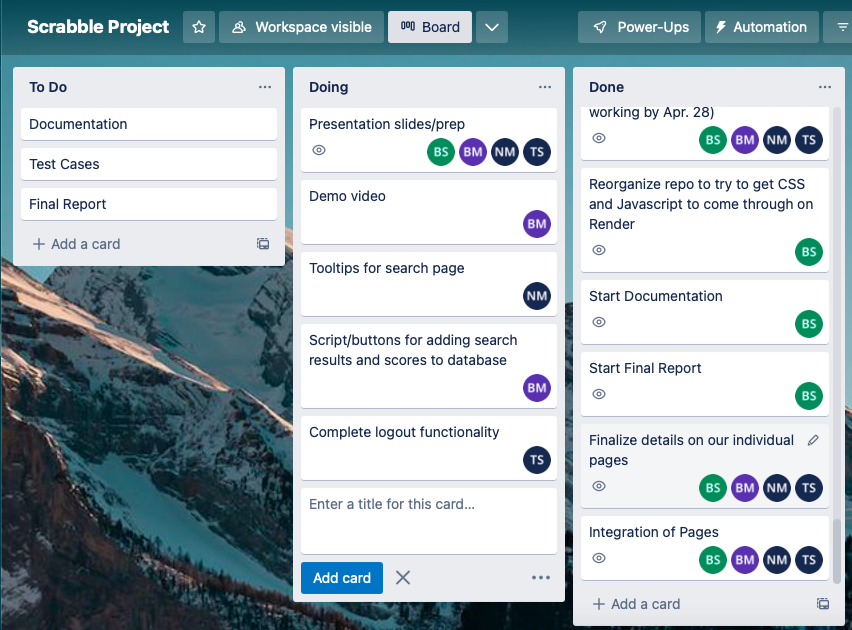 Scrabble Project
Workspace visible
Board
Power-Ups
Automation
To Do
Documentation
Test Cases
Final Report
Add a card
Doing
Presentation slides/prep
BS BM NM TS
Demo video
BM
Tooltips for search page
NM
Script/buttons for adding search
results and scores to database
BM
Complete logout functionality
TS
Enter a title for this card...
Add card
Done
working by Apr. 28)
BS BM NM TS
Reorganize repo to try to get CSS
and Javascript to come through on
Render
BS
Start Documentation
BS
Start Final Report
BS
Finalize details on our individual
pages
BS BM NM TS
Integration of Pages
BS BM NM TS
Add a card